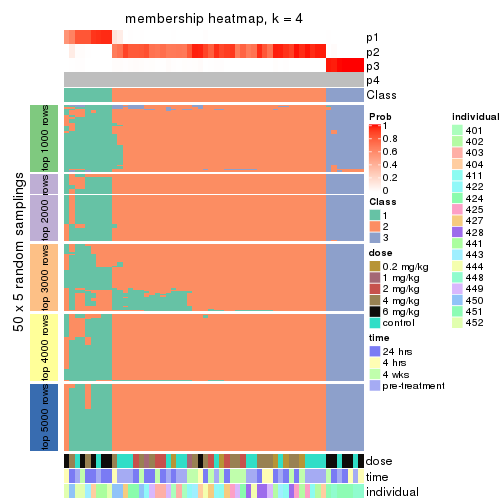 membership heatmap, k = 4
p1
p2
p3
p4
Class
50 x 5 random samplings
top 1000 rows
top 2000 rows
top 3000 rows
top 4000 rows
top 5000 rows
dose
time
individual
Prob
1
0.8
0.6
0.4
0.2
0
Class
1
2
3
dose
0.2 mg/kg
1 mg/kg
2 mg/kg
4 mg/kg
6 mg/kg
control
time
24 hrs
4 hrs
4 wks
pre-treatment
individual
401
402
403
404
411
422
424
425
427
428
441
443
444
448
449
450
451
452